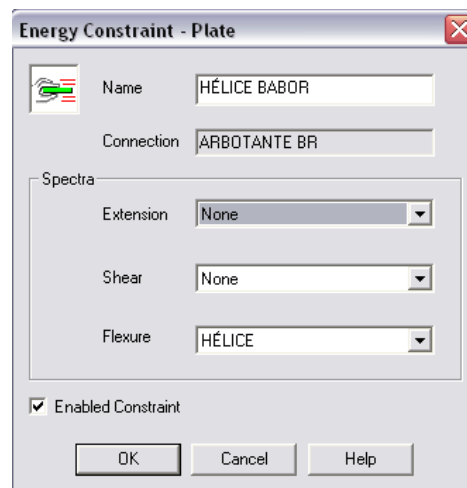 Energy Constraint - Plate
Name HÉLICE BABOR
Connection ARBOTANTE BR
Spectra
Extension None
Shear None
Flexure HÉLICE
Enabled Constraint
OK Cancel Help